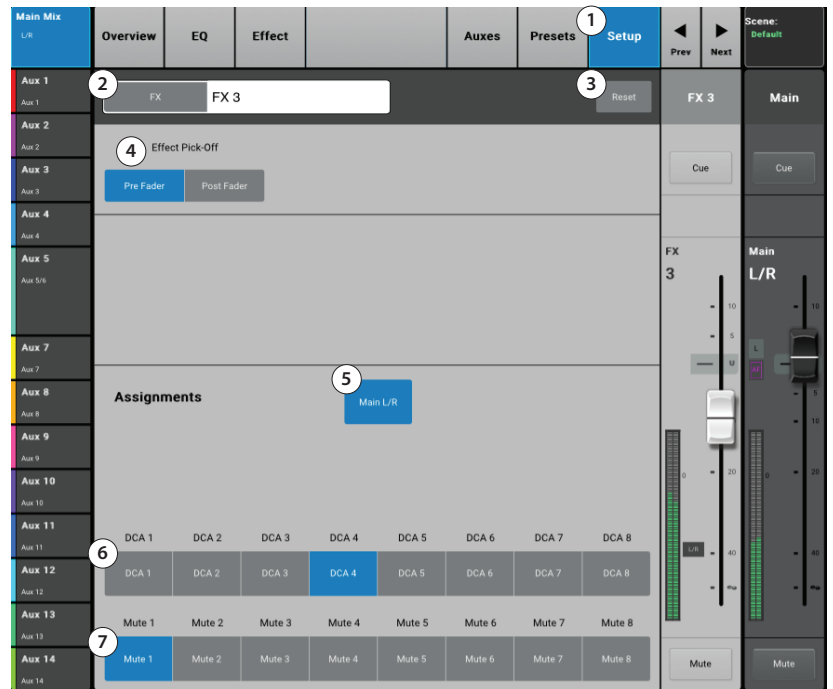 Main Mix
L/R
Overview
EQ
Effect
Auxes
Presets
1
Setup
Prev
Next
Scene:
Default
Aux 1
Aux 1
Aux 2
Aux 2
Aux 3
Aux 3
Aux 4
Aux 4
Aux 5
Aux 5/6
Aux 7
Aux 7
Aux 8
Aux 8
Aux 9
Aux 9
Aux 10
Aux 10
Aux 11
Aux 11
Aux 12
Aux 12
Aux 13
Aux 13
Aux 14
Aux 14
2
FX
FX 3
3
Reset
4
Effect Pick-Off
Pre Fader
Post Fader
5
Assignments
Main L/R
DCA 1 DCA 2 DCA 3 DCA 4 DCA 5 DCA 6 DCA 7 DCA 8
6
DCA 1 DCA 2 DCA 3 DCA 4 DCA 5 DCA 6 DCA 7 DCA 8
Mute 1 Mute 2 Mute 3 Mute 4 Mute 5 Mute 6 Mute 7 Mute 8
7
Mute 1 Mute 2 Mute 3 Mute 4 Mute 5 Mute 6 Mute 7 Mute 8
FX 3
Cue
FX
3
10
5
U
0
20
L/R
40
∞
Mute
Main
Cue
Main
L/R
10
L
AF
5
10
0
20
40
∞
Mute